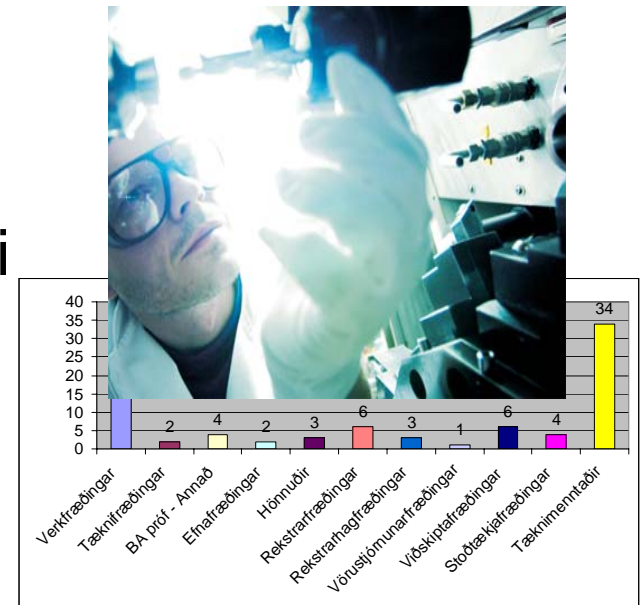 i
40
35
30
25
20
15
10
5
0
2
4
2
3
6
3
1
6
4
34
Verkfræðingar
Tæknifræðingar
BA próf - Annað
Efnafræðingar
Hönnuðir
Rekstrarfræðingar
Rekstrarhagfræðingar
Vörustjórnunarfræðingar
Viðskiptafræðingar
Stoðtækjafræðingar
Tæknimenntaðir